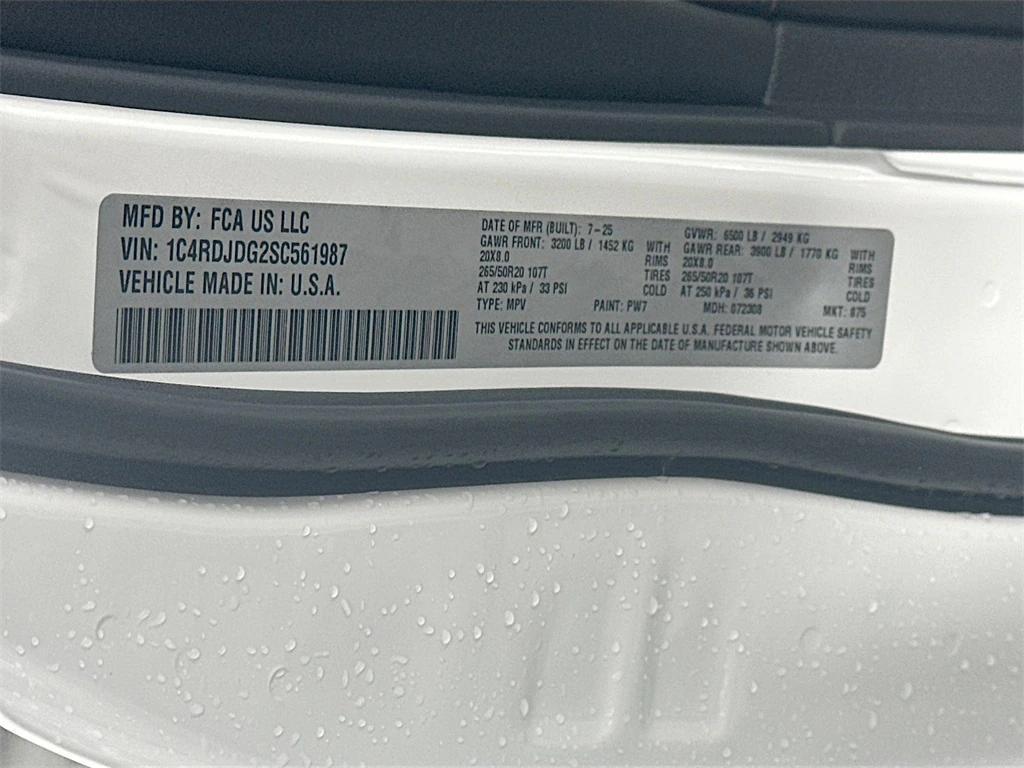 MFD BY: FCA US LLC
VIN: 1C4RDJDG2SC561987
VEHICLE MADE IN: U.S.A.
DATE OF MFR (BUILT): 7-25
GAWR FRONT: 3200 LB / 1452 KG WITH
20X8.0 RIMS
265/50R20 107T TIRES
AT 230 kPa / 33 PSI COLD
TYPE: MPV PAINT: PW7
GVWR: 6500 LB / 2949 KG
GAWR REAR: 3900 LB / 1770 KG WITH
20X8.0 RIMS
265/50R20 107T TIRES
AT 250 kPa / 36 PSI COLD
MDH: 072308 MKT: 875
THIS VEHICLE CONFORMS TO ALL APPLICABLE U.S.A. FEDERAL MOTOR VEHICLE SAFETY
STANDARDS IN EFFECT ON THE DATE OF MANUFACTURE SHOWN ABOVE.